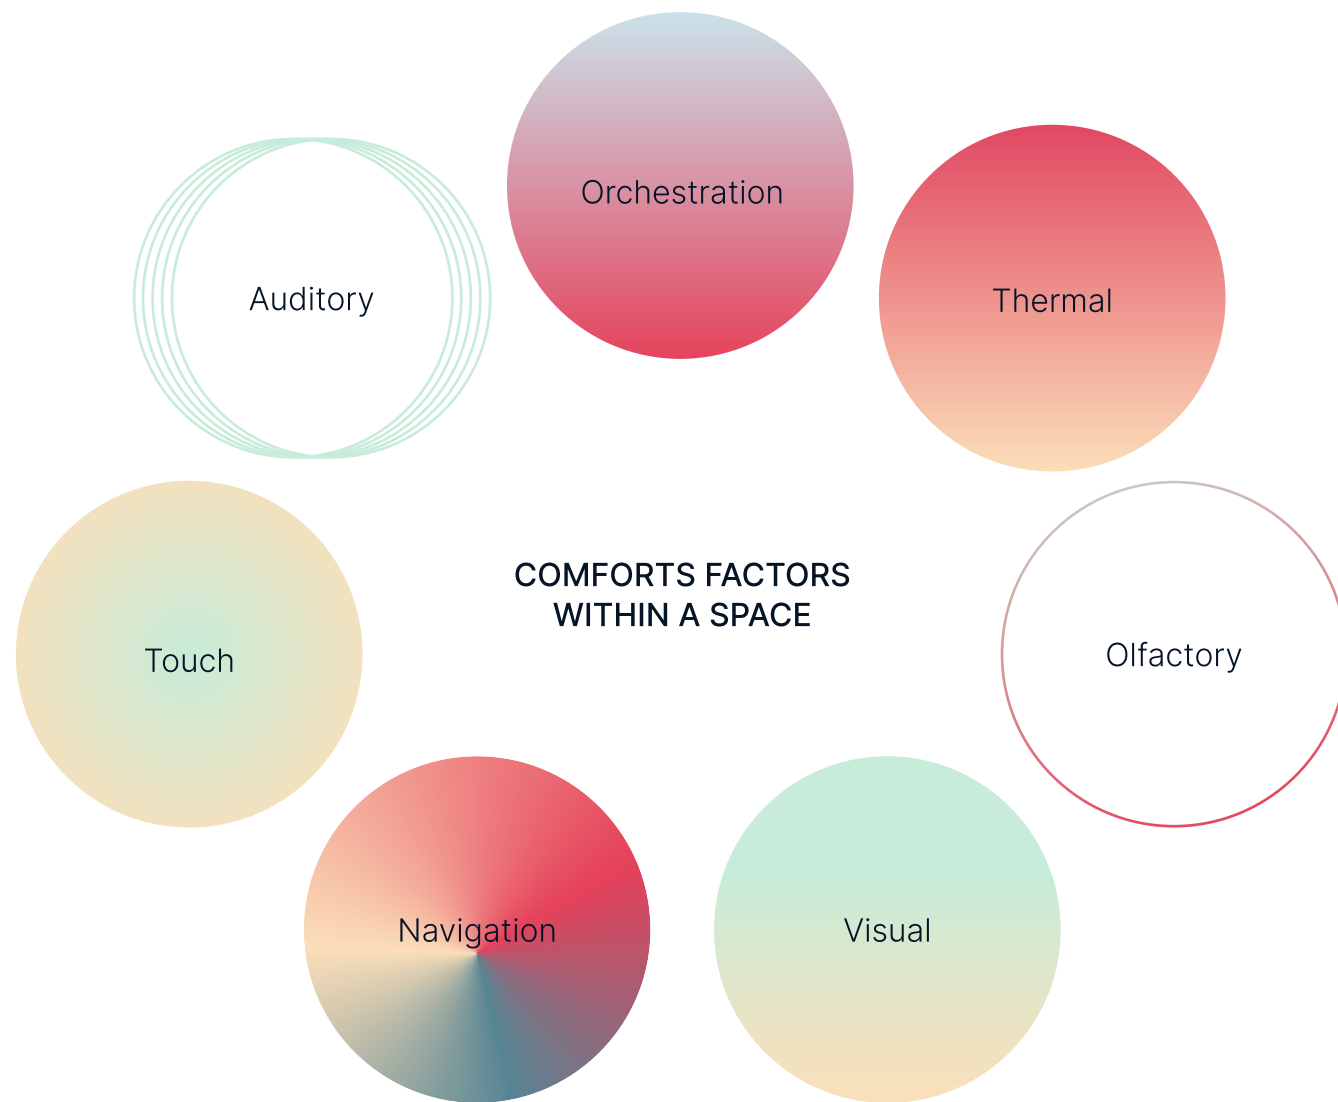 Orchestration
Auditory
Thermal
COMFORTS FACTORS
WITHIN A SPACE
Touch
Olfactory
Navigation
Visual